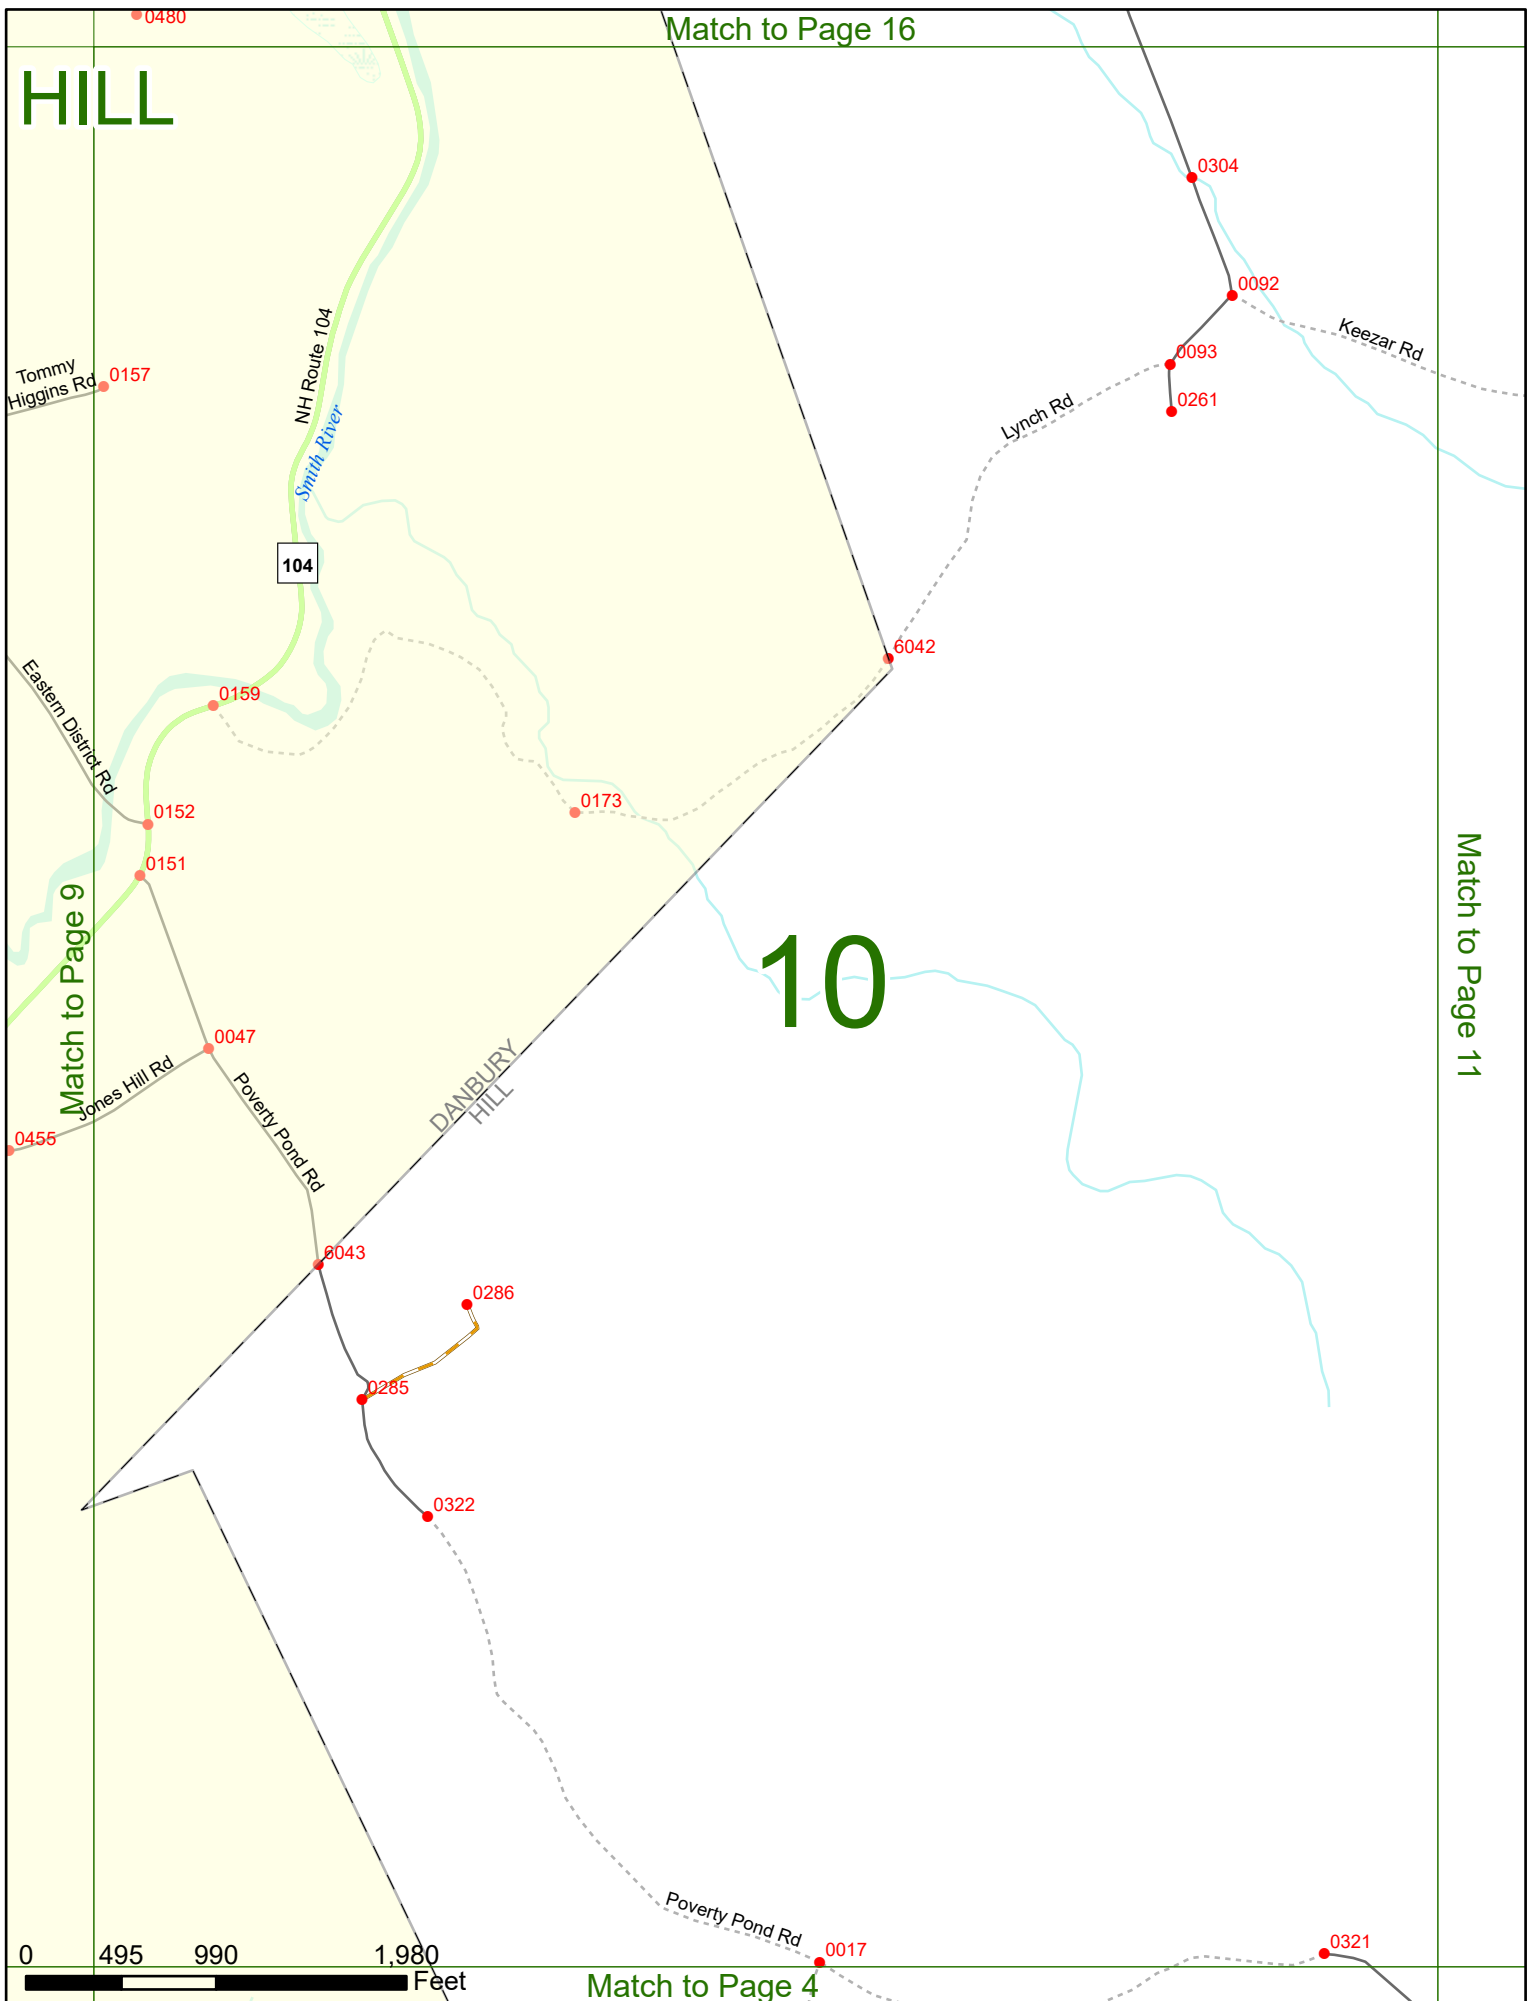 0480
Match to Page 16
HILL
0304
0092
Keezar Rd
NH Route 104
0093
Tommy
Higgins Rd
0157
0261
Lynch Rd
Smith River
104
6042
Eastern District Rd
0159
0173
0152
0151
Match to Page 9
Match to Page 11
10
0047
Jones Hill Rd
Poverty Pond Rd
DANBURY
HILL
0455
6043
0286
0285
0322
Poverty Pond Rd
0017
0321
0 495 990 1,980
Feet
Match to Page 4